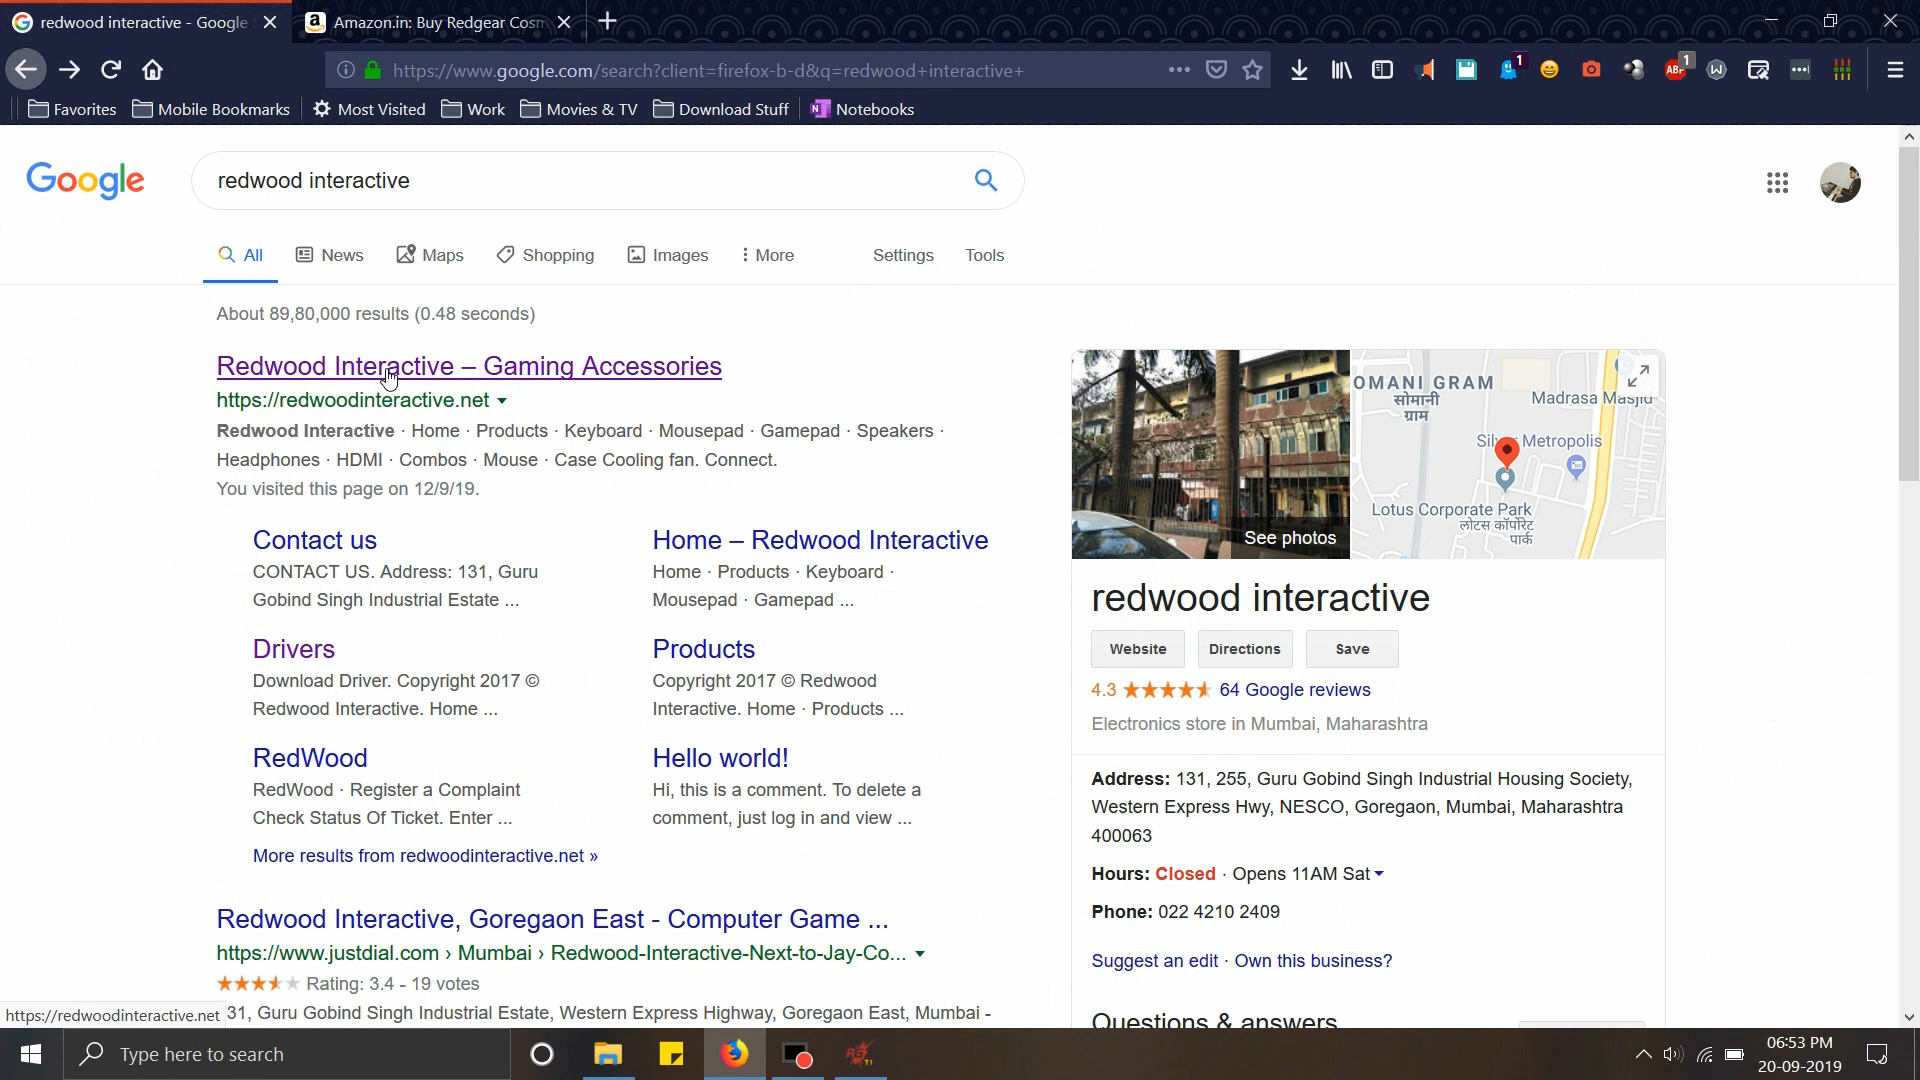 redwood interactive - Google
Amazon.in: Buy Redgear Cosm
https://www.google.com/search?client=firefox-b-d&q=redwood+interactive+
1
ABP
1
Favorites
Mobile Bookmarks
Most Visited
Work
Movies & TV
Download Stuff
Notebooks
Google
redwood interactive
All
News
Maps
Shopping
Images
More
Settings
Tools
About 89,80,000 results (0.48 seconds)
Redwood Interactive – Gaming Accessories
https://redwoodinteractive.net
Redwood Interactive · Home · Products · Keyboard · Mousepad · Gamepad · Speakers ·
Headphones · HDMI · Combos · Mouse · Case Cooling fan. Connect.
You visited this page on 12/9/19.
Contact us
CONTACT US. Address: 131, Guru
Gobind Singh Industrial Estate ...
Home – Redwood Interactive
Home · Products · Keyboard ·
Mousepad · Gamepad ...
Drivers
Download Driver. Copyright 2017 ©
Redwood Interactive. Home ...
Products
Copyright 2017 © Redwood
Interactive. Home · Products ...
RedWood
RedWood · Register a Complaint
Check Status Of Ticket. Enter ...
Hello world!
Hi, this is a comment. To delete a
comment, just log in and view ...
More results from redwoodinteractive.net »
Redwood Interactive, Goregaon East - Computer Game ...
https://www.justdial.com › Mumbai › Redwood-Interactive-Next-to-Jay-Co...
Rating: 3.4 - 19 votes
31, Guru Gobind Singh Industrial Estate, Western Express Highway, Goregaon East, Mumbai -
https://redwoodinteractive.net
See photos
OMANI GRAM
सोमानी
ग्राम
Madrasa Masjid
Silver Metropolis
Lotus Corporate Park
लोटस कॉर्पोरेट
पार्क
redwood interactive
Website
Directions
Save
4.3
64 Google reviews
Electronics store in Mumbai, Maharashtra
Address: 131, 255, Guru Gobind Singh Industrial Housing Society,
Western Express Hwy, NESCO, Goregaon, Mumbai, Maharashtra
400063
Hours: Closed · Opens 11AM Sat
Phone: 022 4210 2409
Suggest an edit · Own this business?
Questions & answers
Type here to search
06:53 PM
20-09-2019